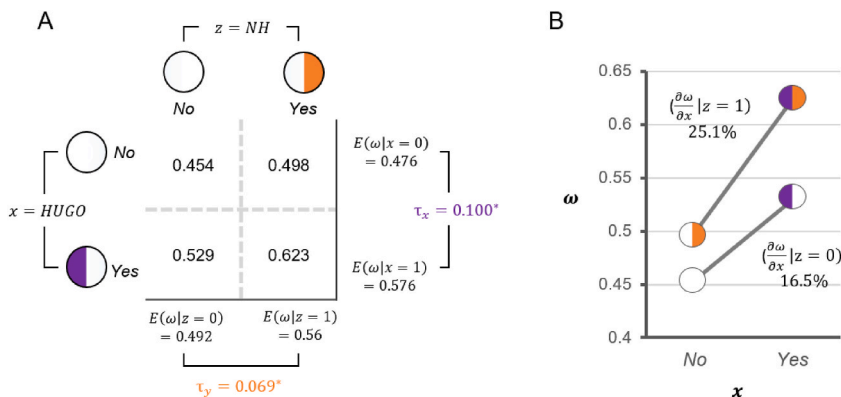 A
z = NH
No
Yes
No
0.454
0.498
E(ω|x = 0)
= 0.476
x = HUGO
τx = 0.100*
Yes
0.529
0.623
E(ω|x = 1)
= 0.576
E(ω|z = 0)
= 0.492
E(ω|z = 1)
= 0.56
τy = 0.069*
B
0.65
0.6
0.55
0.5
0.45
0.4
ω
(∂ω/∂x |z = 1)
25.1%
(∂ω/∂x |z = 0)
16.5%
No
Yes
x